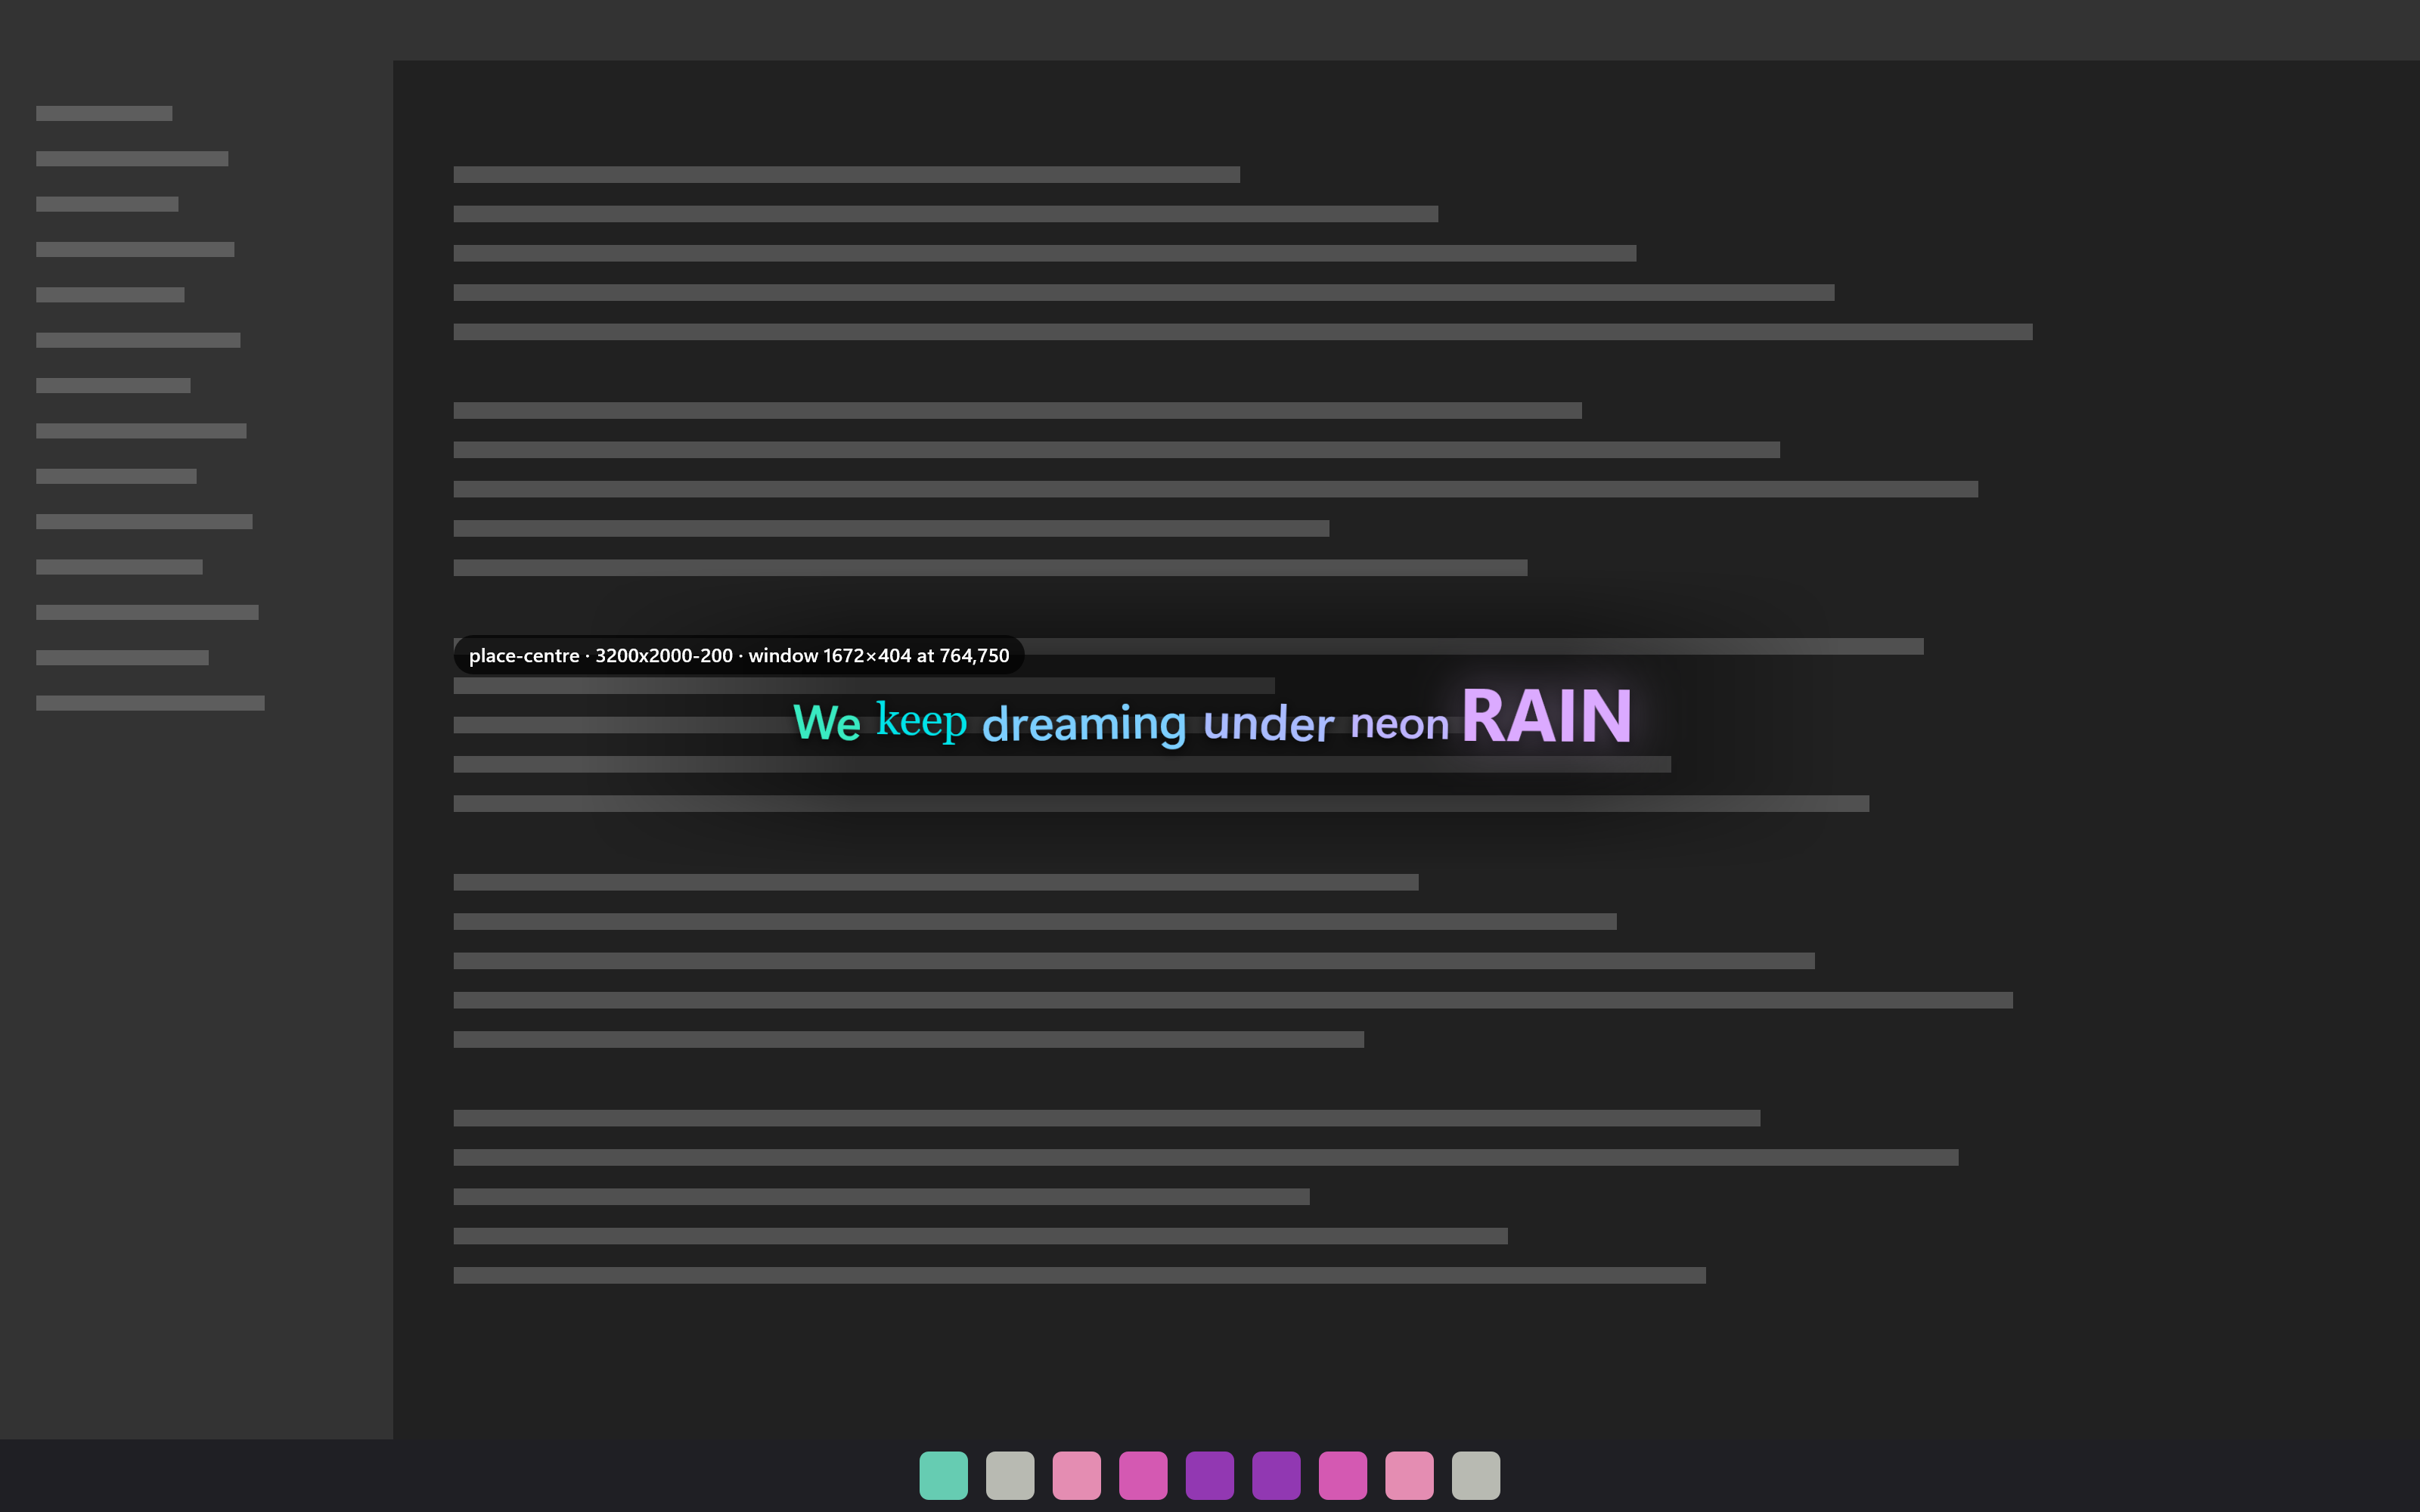 place-centre · 3200x2000-200 · window 1672×404 at 764,750
We keep dreaming under neon RAIN